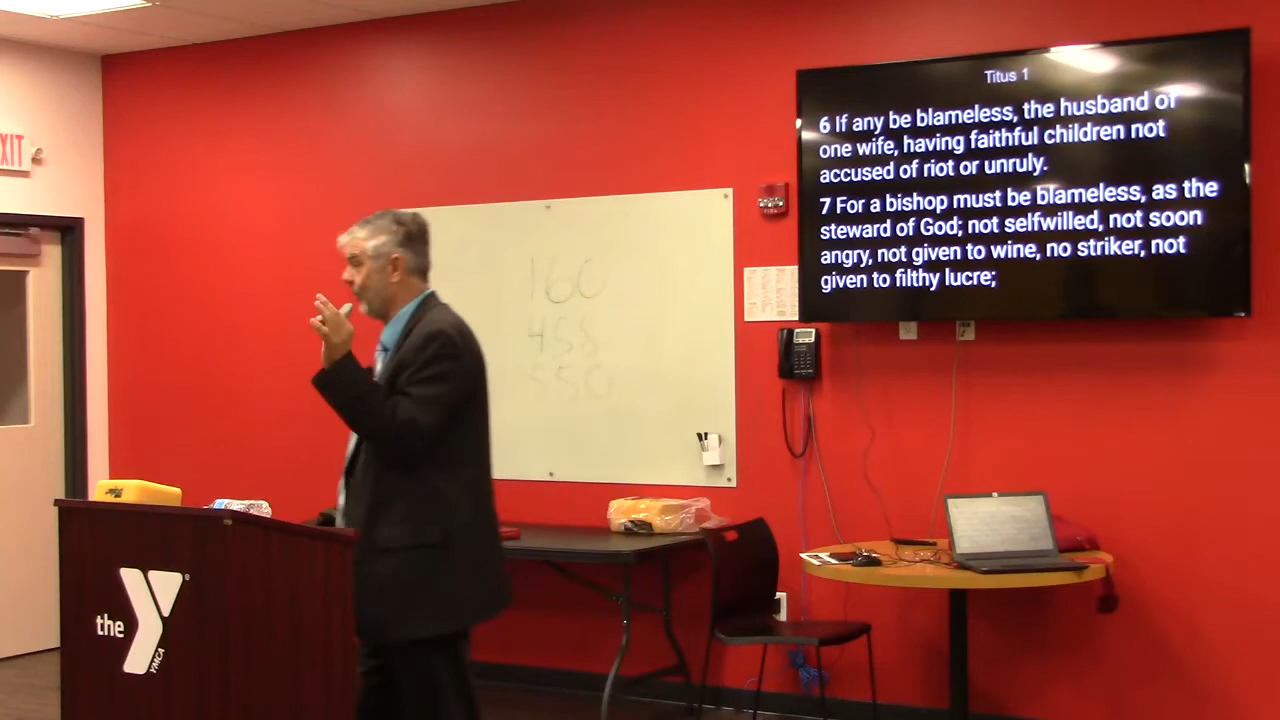 EXIT
Titus 1
6 If any be blameless, the husband of
one wife, having faithful children not
accused of riot or unruly.
7 For a bishop must be blameless, as the
steward of God; not selfwilled, not soon
angry, not given to wine, no striker, not
given to filthy lucre;
160
455
550
FIRE
the Y
YMCA